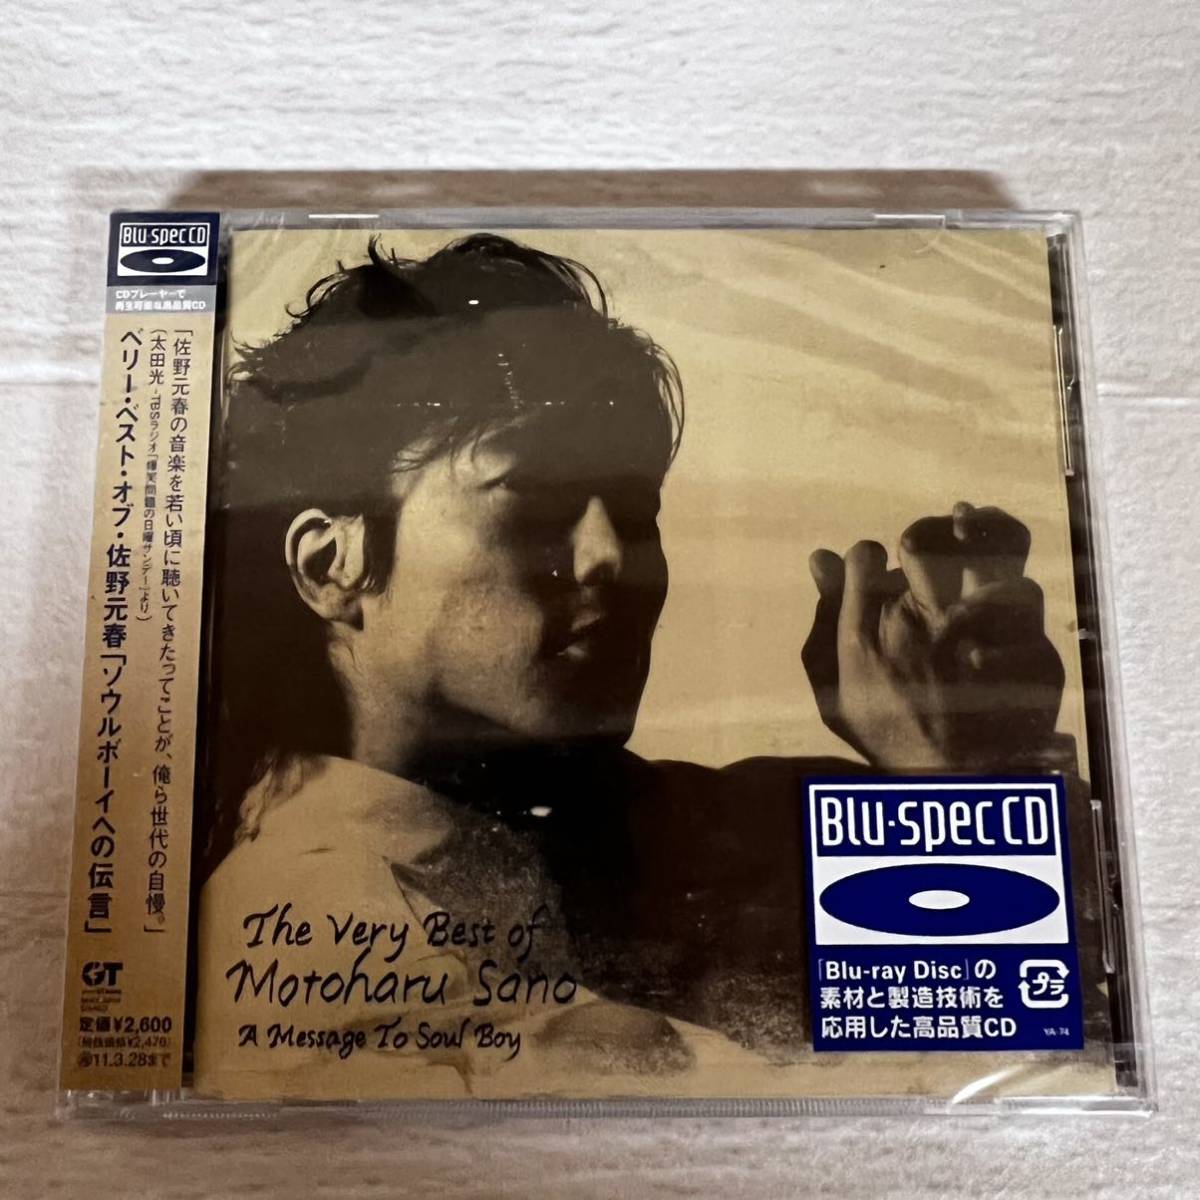 Blu-spec CD
CDプレーヤーで
再生可能な高品質CD
「佐野元春の音楽を若い頃に聴いてきたってことが、俺ら世代の自慢。」
(太田光 - TBSラジオ「爆笑問題の日曜サンデー」より)
ベリー・ベスト・オブ・佐野元春「ソウルボーイへの伝言」
GT
定価¥2,600
(税抜価格¥2,476)
11.3.28まで
The Very Best of
Motoharu Sano
A Message To Soul Boy
Blu-spec CD
「Blu-ray Disc」の
素材と製造技術を
応用した高品質CD
プラ
YA-74